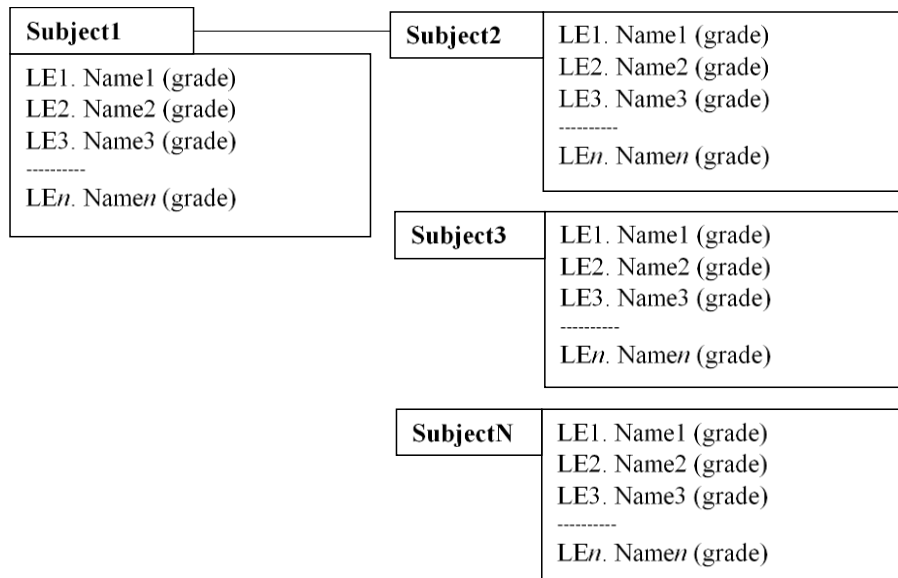 Subject1
LE1. Name1 (grade)
LE2. Name2 (grade)
LE3. Name3 (grade)
----------
LEn. Namen (grade)
Subject2
LE1. Name1 (grade)
LE2. Name2 (grade)
LE3. Name3 (grade)
----------
LEn. Namen (grade)
Subject3
LE1. Name1 (grade)
LE2. Name2 (grade)
LE3. Name3 (grade)
----------
LEn. Namen (grade)
SubjectN
LE1. Name1 (grade)
LE2. Name2 (grade)
LE3. Name3 (grade)
----------
LEn. Namen (grade)